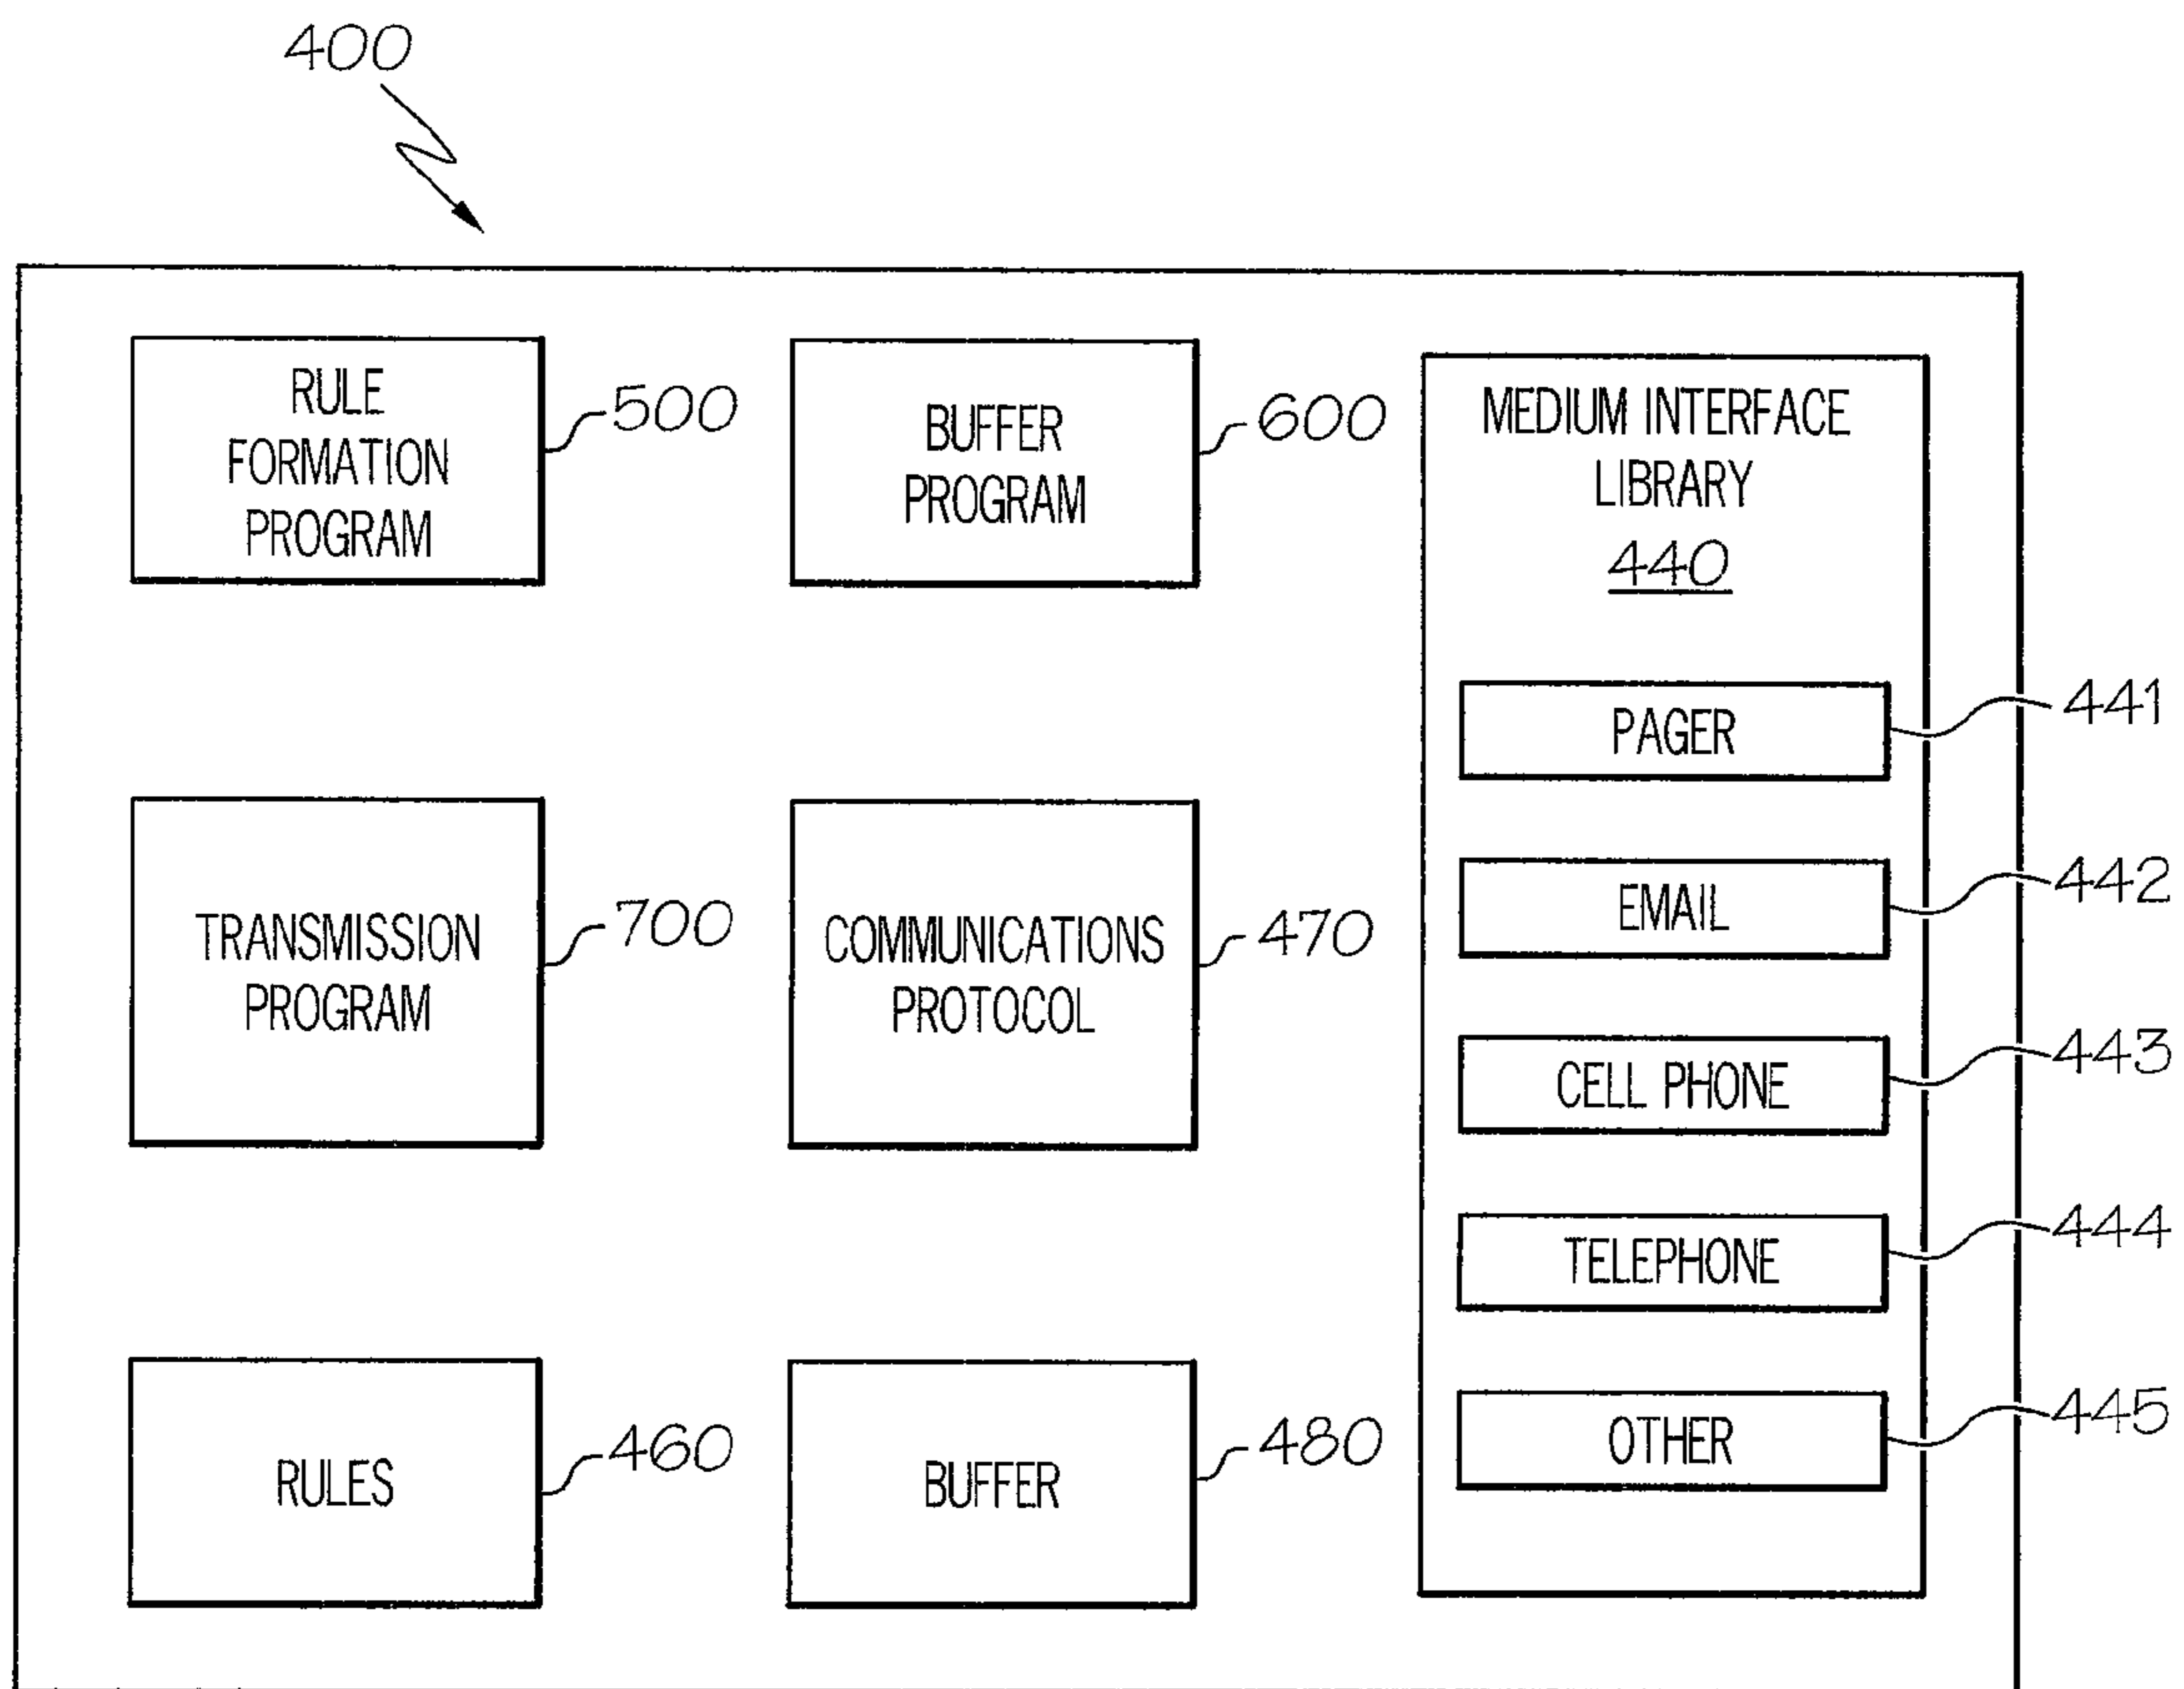 400
RULE
FORMATION
PROGRAM
500
BUFFER
PROGRAM
600
MEDIUM INTERFACE
LIBRARY
440
PAGER
441
EMAIL
442
CELL PHONE
443
TELEPHONE
444
OTHER
445
TRANSMISSION
PROGRAM
700
COMMUNICATIONS
PROTOCOL
470
RULES
460
BUFFER
480